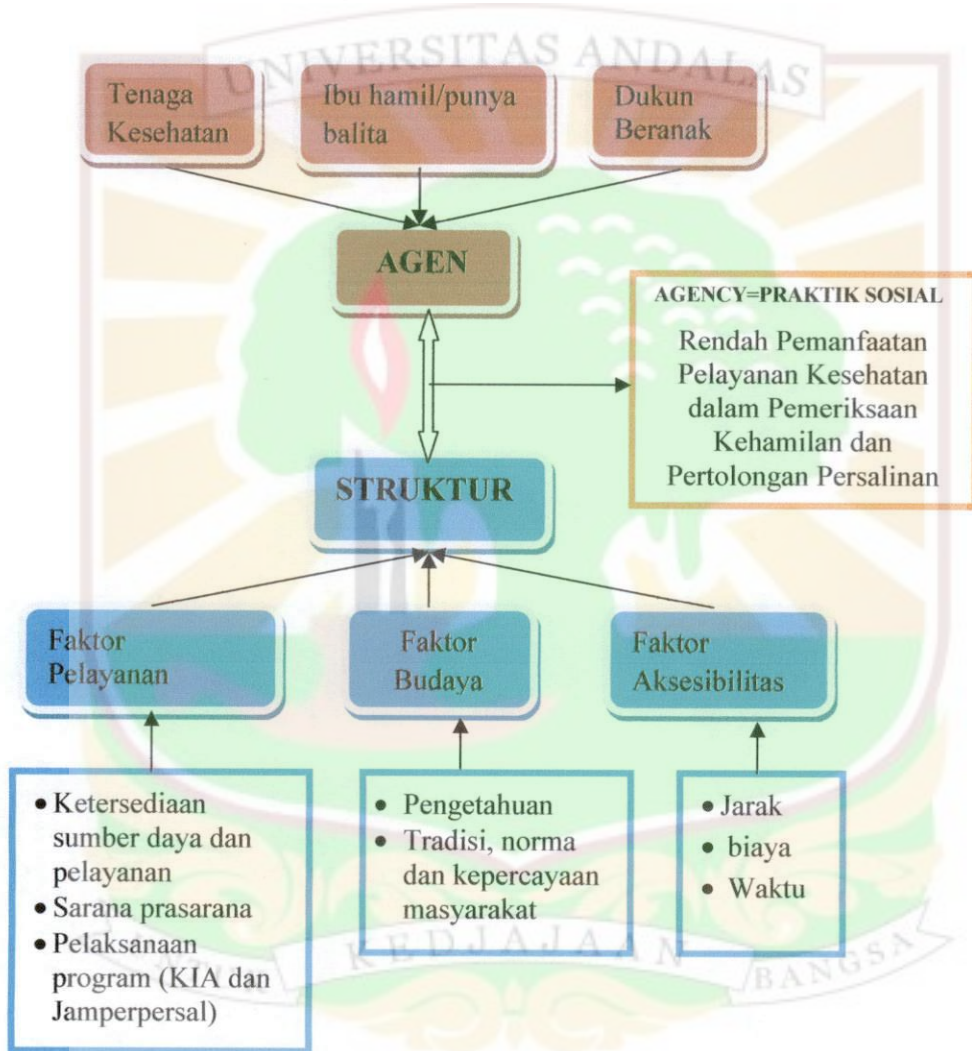 UNIVERSITAS ANDALAS
Tenaga
Kesehatan
Ibu hamil/punya
balita
Dukun
Beranak
AGEN
AGENCY=PRAKTIK SOSIAL
Rendah Pemanfaatan
Pelayanan Kesehatan
dalam Pemeriksaan
Kehamilan dan
Pertolongan Persalinan
STRUKTUR
Faktor
Pelayanan
Faktor
Budaya
Faktor
Aksesibilitas
• Ketersediaan
sumber daya dan
pelayanan
• Sarana prasarana
• Pelaksanaan
program (KIA dan
Jamperpersal)
• Pengetahuan
• Tradisi, norma
dan kepercayaan
masyarakat
• Jarak
• biaya
• Waktu
UNTUK KEDJAJAAN BANGSA